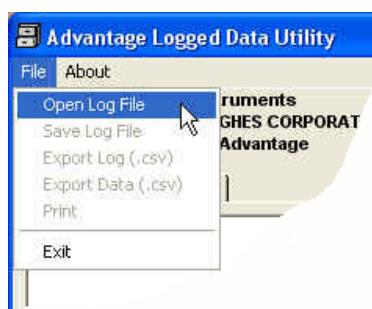 Advantage Logged Data Utility
File About
Open Log File
Save Log File
Export Log (.csv)
Export Data (.csv)
Print
Exit
ruments
GHES CORPORAT
Advantage